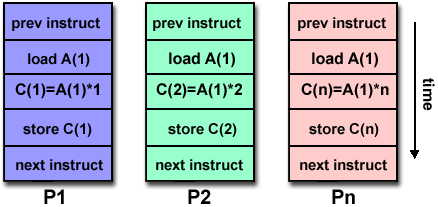 prev instruct
load A(1)
C(1)=A(1)*1
store C(1)
next instruct
P1
prev instruct
load A(1)
C(2)=A(1)*2
store C(2)
next instruct
P2
prev instruct
load A(1)
C(n)=A(1)*n
store C(n)
next instruct
Pn
time